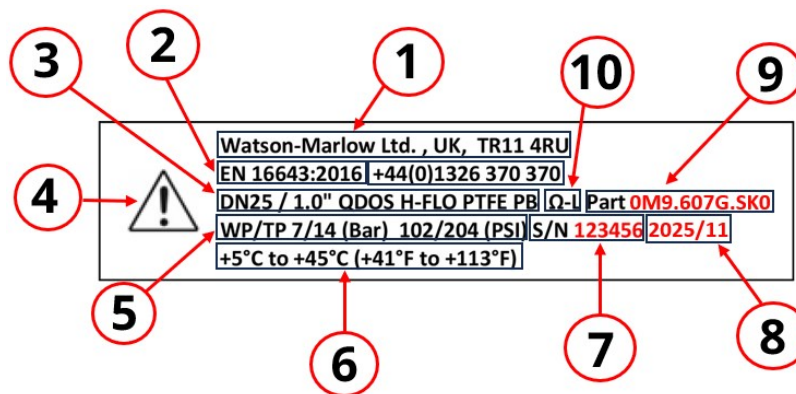 1
2
3
10
9
4
Watson-Marlow Ltd. , UK, TR11 4RU
EN 16643:2016 +44(0)1326 370 370
DN25 / 1.0" QDOS H-FLO PTFE PB Ω-L Part 0M9.607G.SK0
WP/TP 7/14 (Bar) 102/204 (PSI) S/N 123456 2025/11
+5°C to +45°C (+41°F to +113°F)
5
6
7
8